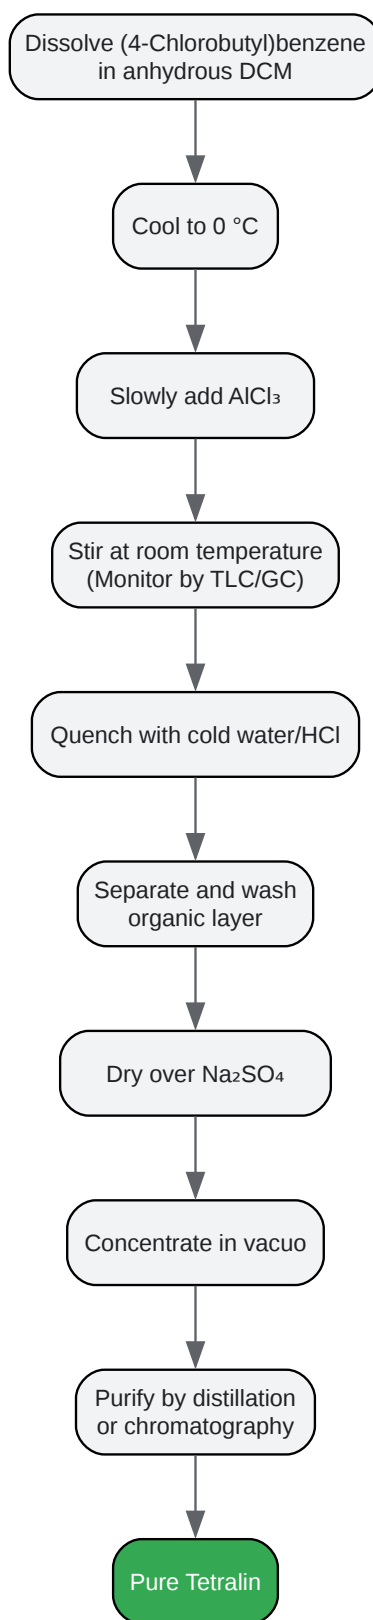 Dissolve (4-Chlorobutyl)benzene
in anhydrous DCM
Cool to 0 °C
Slowly add AlCl₃
Stir at room temperature
(Monitor by TLC/GC)
Quench with cold water/HCl
Separate and wash
organic layer
Dry over Na₂SO₄
Concentrate in vacuo
Purify by distillation
or chromatography
Pure Tetralin